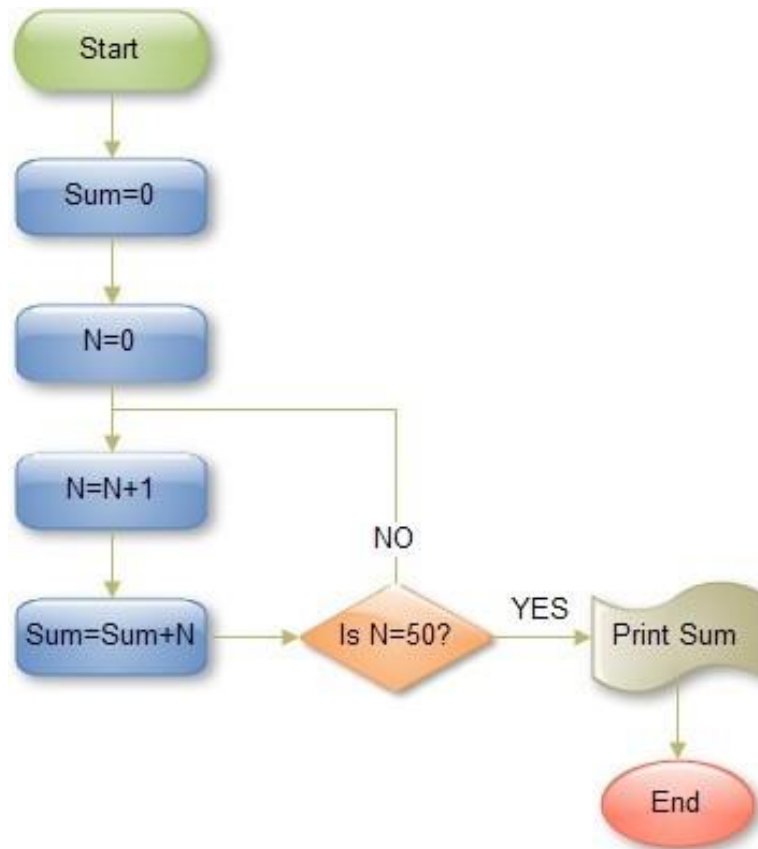 Start
Sum=0
N=0
N=N+1
NO
Sum=Sum+N
Is N=50?
YES
Print Sum
End